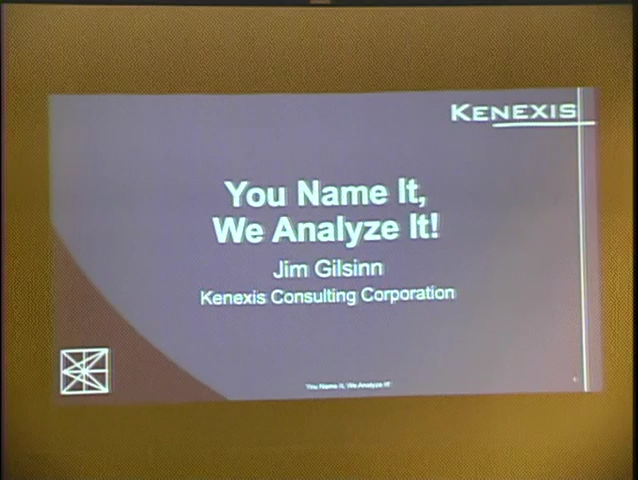 KENEXIS
You Name It,
We Analyze It!
Jim Gilsinn
Kenexis Consulting Corporation
You Name It, We Analyze It!